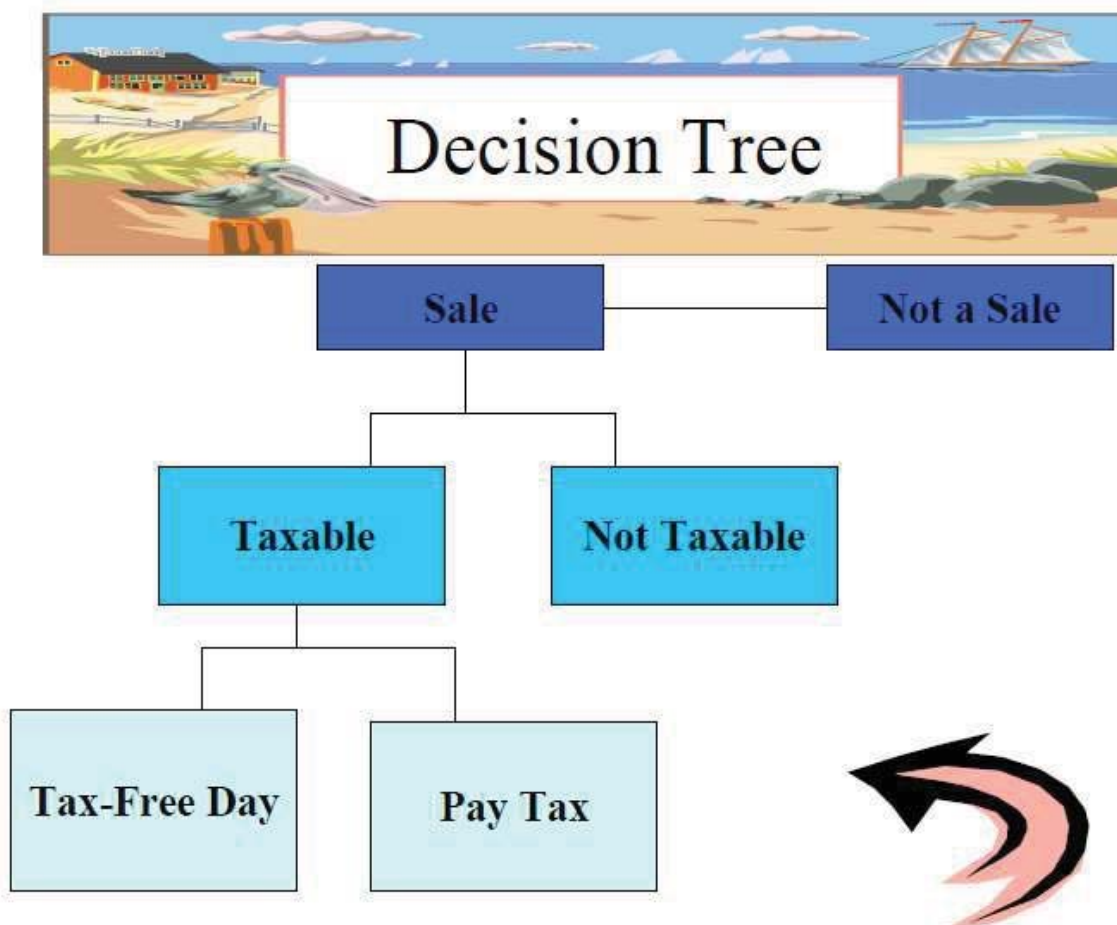 Decision Tree
Sale
Not a Sale
Taxable
Not Taxable
Tax-Free Day
Pay Tax